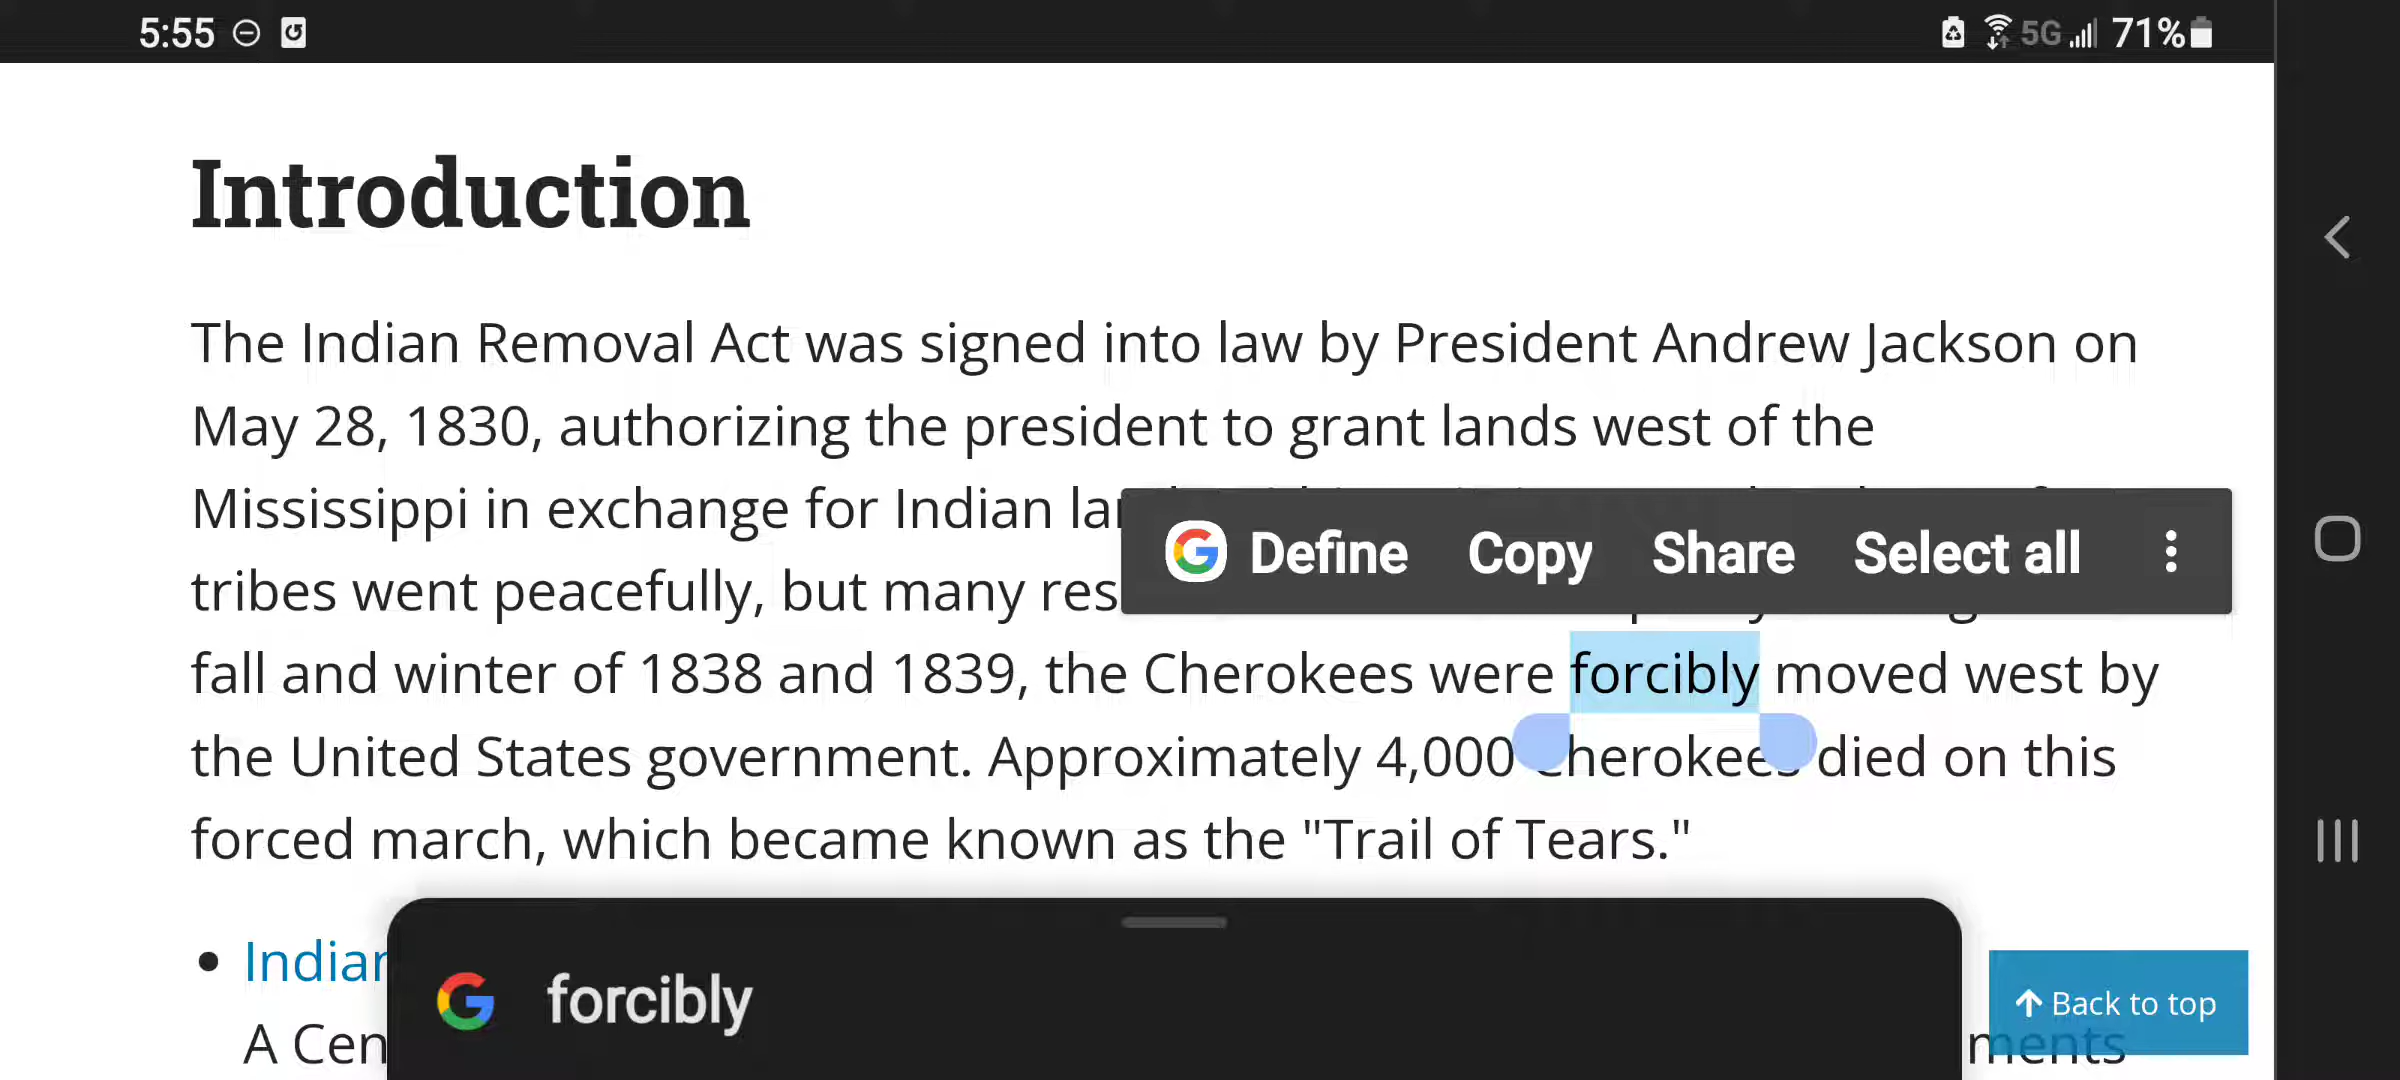 5:55 5G 71%
Introduction
The Indian Removal Act was signed into law by President Andrew Jackson on
May 28, 1830, authorizing the president to grant lands west of the
Mississippi in exchange for Indian
Define Copy Share Select all
tribes went peacefully, but many
fall and winter of 1838 and 1839, the Cherokees were forcibly moved west by
the United States government. Approximately 4,000 Cherokees died on this
forced march, which became known as the "Trail of Tears."
• Indian
forcibly
Back to top
A Cen
ments